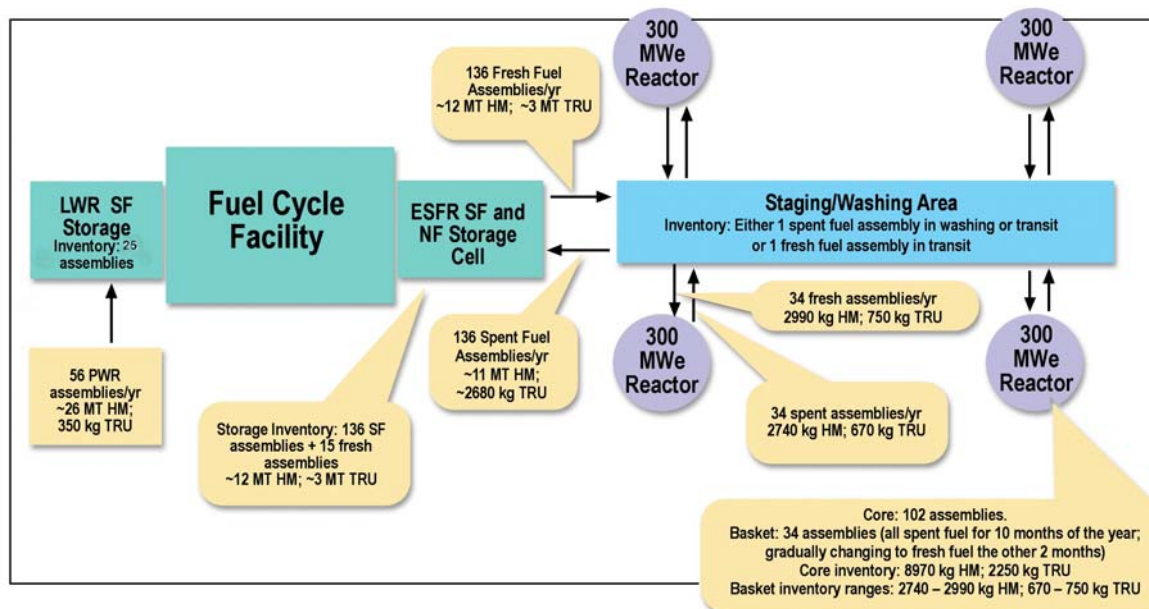 300
MWe
Reactor
300
MWe
Reactor
136 Fresh Fuel
Assemblies/yr
~12 MT HM; ~3 MT TRU
LWR SF
Storage
Inventory: 25
assemblies
Fuel Cycle
Facility
ESFR SF and
NF Storage
Cell
Staging/Washing Area
Inventory: Either 1 spent fuel assembly in washing or transit
or 1 fresh fuel assembly in transit
34 fresh assemblies/yr
2990 kg HM; 750 kg TRU
300
MWe
Reactor
300
MWe
Reactor
136 Spent Fuel
Assemblies/yr
~11 MT HM;
~2680 kg TRU
56 PWR
assemblies/yr
~26 MT HM;
350 kg TRU
34 spent assemblies/yr
2740 kg HM; 670 kg TRU
Storage Inventory: 136 SF
assemblies + 15 fresh
assemblies
~12 MT HM; ~3 MT TRU
Core: 102 assemblies.
Basket: 34 assemblies (all spent fuel for 10 months of the year;
gradually changing to fresh fuel the other 2 months)
Core inventory: 8970 kg HM; 2250 kg TRU
Basket inventory ranges: 2740 – 2990 kg HM; 670 – 750 kg TRU